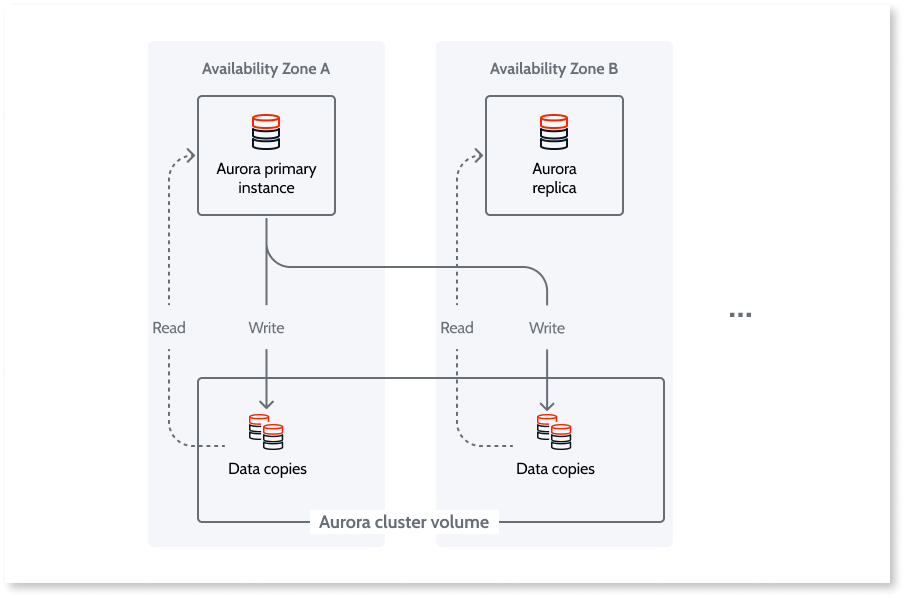 Availability Zone A
Availability Zone B
Aurora primary
instance
Aurora
replica
...
Read
Write
Read
Write
Data copies
Data copies
Aurora cluster volume